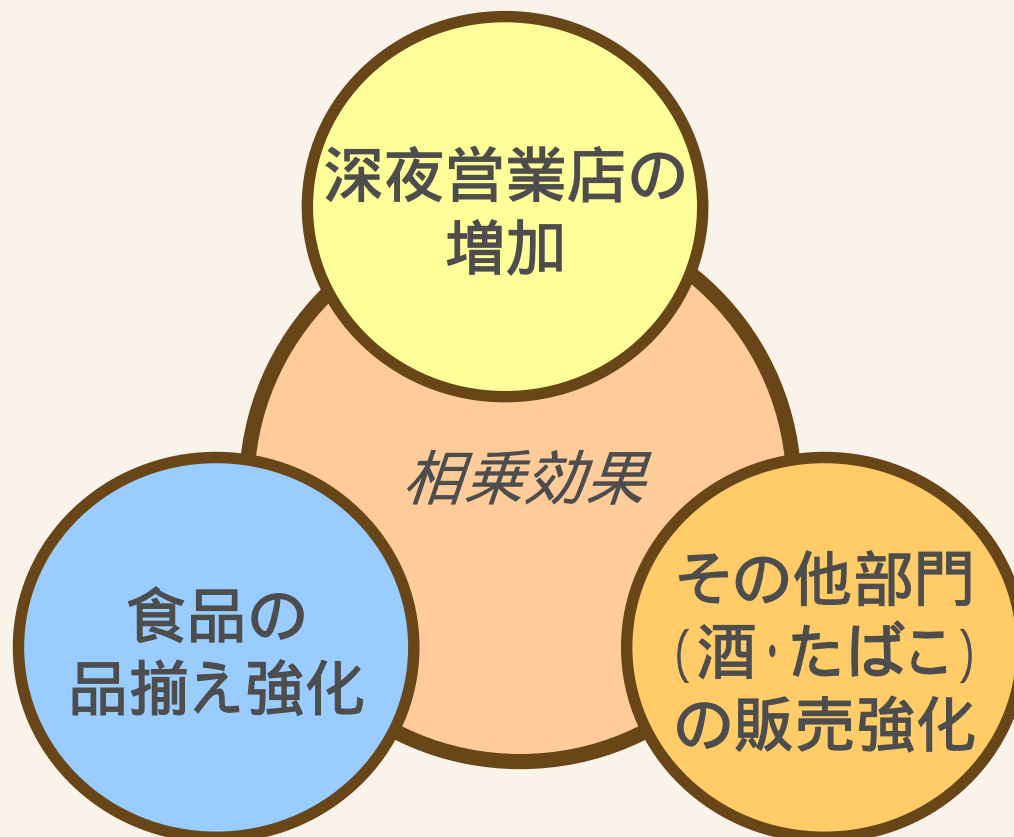 深夜営業店の
増加
相乗効果
食品の
品揃え強化
その他部門
(酒・たばこ)
の販売強化